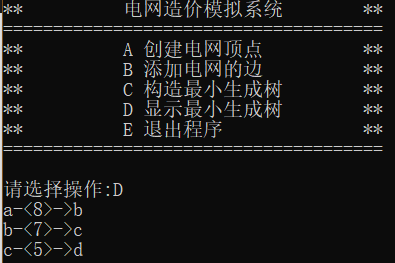 **          电网造价模拟系统        **
======================================
**          A 创建电网顶点          **
**          B 添加电网的边          **
**          C 构造最小生成树        **
**          D 显示最小生成树        **
**          E 退出程序              **
======================================
请选择操作:D
a-<8>->b
b-<7>->c
c-<5>->d